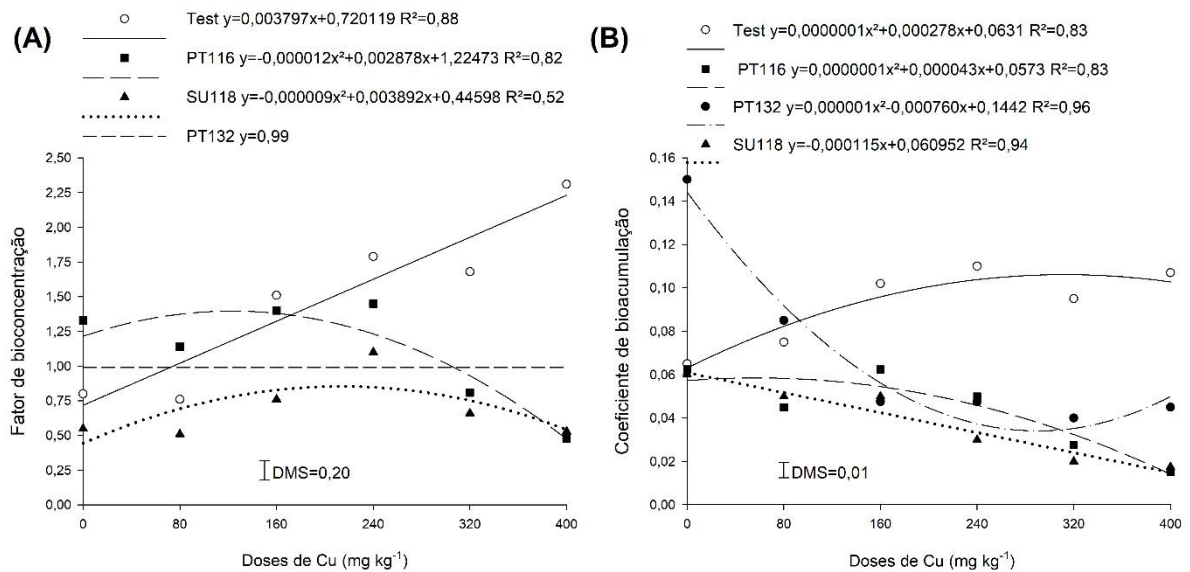 (A)
Test y=0,003797x+0,720119 R²=0,88
PT116 y=-0,000012x²+0,002878x+1,22473 R²=0,82
SU118 y=-0,000009x²+0,003892x+0,44598 R²=0,52
PT132 y=0,99
Fator de bioconcentração
2,50
2,25
2,00
1,75
1,50
1,25
1,00
0,75
0,50
0,25
0,00
DMS=0,20
0 80 160 240 320 400
Doses de Cu (mg kg⁻¹)
(B)
Test y=0,0000001x²+0,000278x+0,0631 R²=0,83
PT116 y=0,0000001x²+0,000043x+0,0573 R²=0,83
PT132 y=0,000001x²-0,000760x+0,1442 R²=0,96
SU118 y=-0,000115x+0,060952 R²=0,94
Coeficiente de bioacumulação
0,16
0,14
0,12
0,10
0,08
0,06
0,04
0,02
0,00
DMS=0,01
0 80 160 240 320 400
Doses de Cu (mg kg⁻¹)